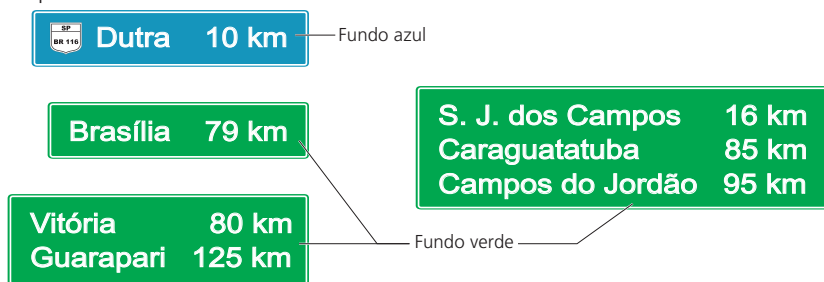 SP
BR 116
Dutra 10 km
Fundo azul
Brasília 79 km
S. J. dos Campos 16 km
Caraguatatuba 85 km
Campos do Jordão 95 km
Vitória 80 km
Guarapari 125 km
Fundo verde